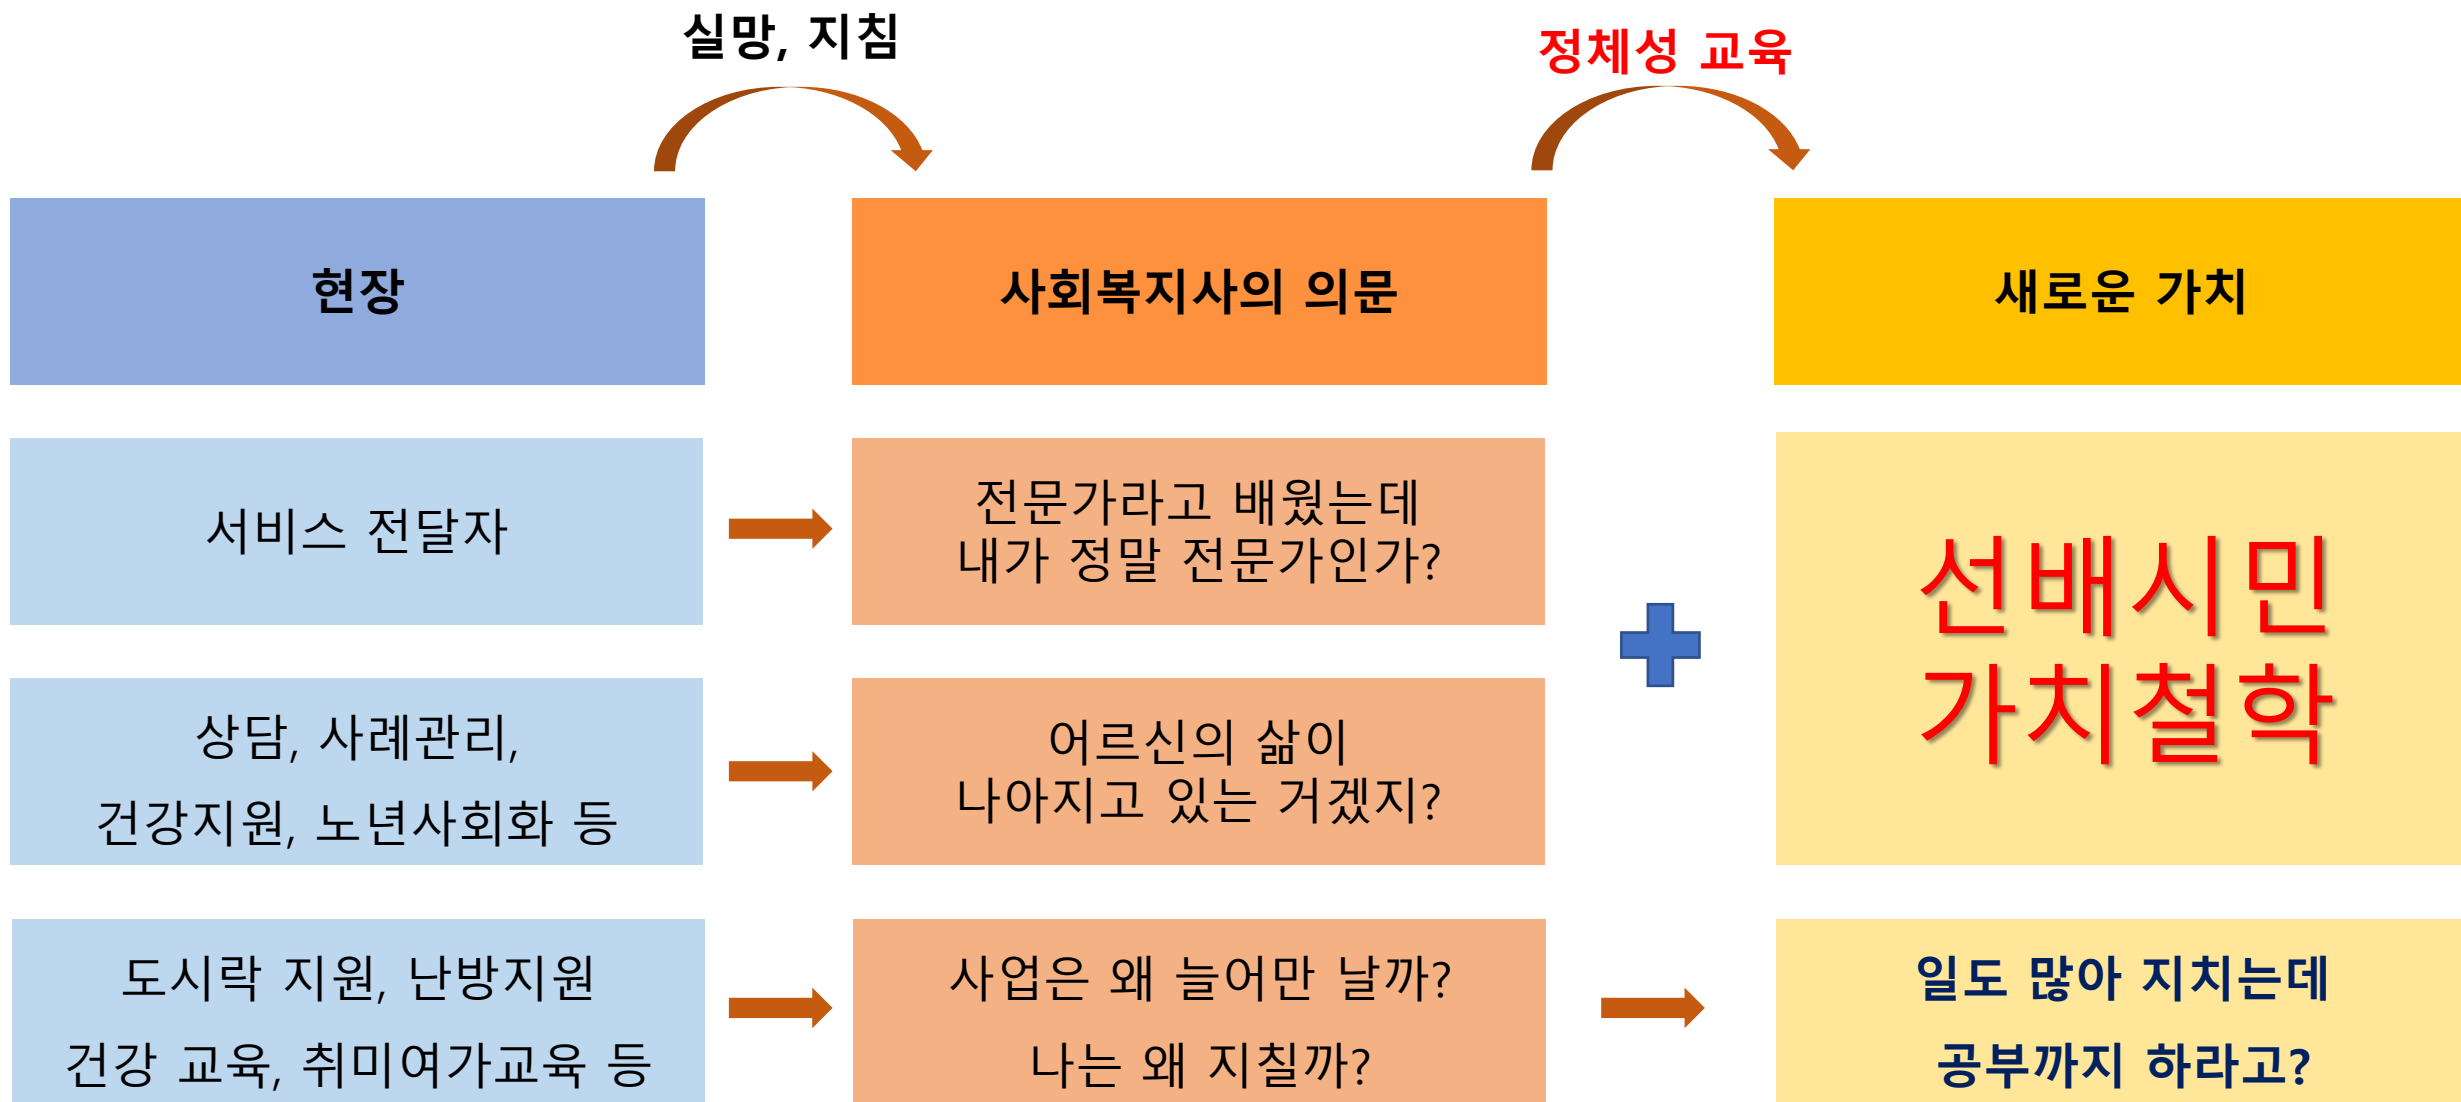 실망, 지침
정체성 교육
현장
사회복지사의 의문
새로운 가치
서비스 전달자
전문가라고 배웠는데
내가 정말 전문가인가?
선배시민
가치철학
상담, 사례관리,
건강지원, 노년사회화 등
어르신의 삶이
나아지고 있는 거겠지?
도시락 지원, 난방지원
건강 교육, 취미여가교육 등
사업은 왜 늘어만 날까?
나는 왜 지칠까?
일도 많아 지치는데
공부까지 하라고?